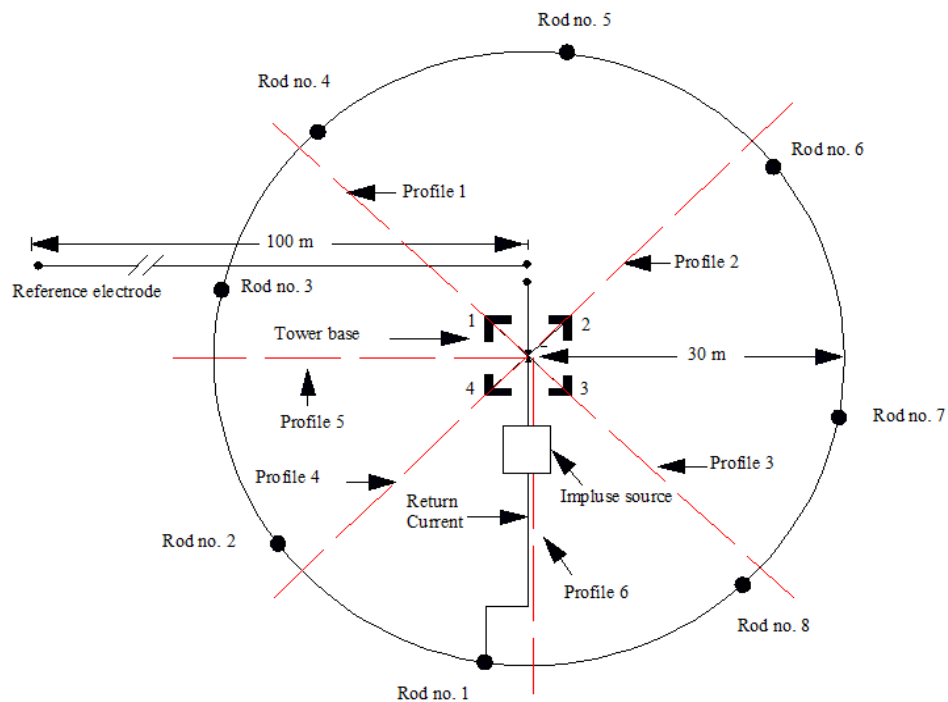 Rod no. 5
Rod no. 4
Rod no. 6
Profile 1
100 m
Profile 2
Reference electrode
Rod no. 3
1
2
Tower base
30 m
4
3
Profile 5
Rod no. 7
Profile 4
Profile 3
Return
Current
Impluse source
Rod no. 2
Profile 6
Rod no. 8
Rod no. 1